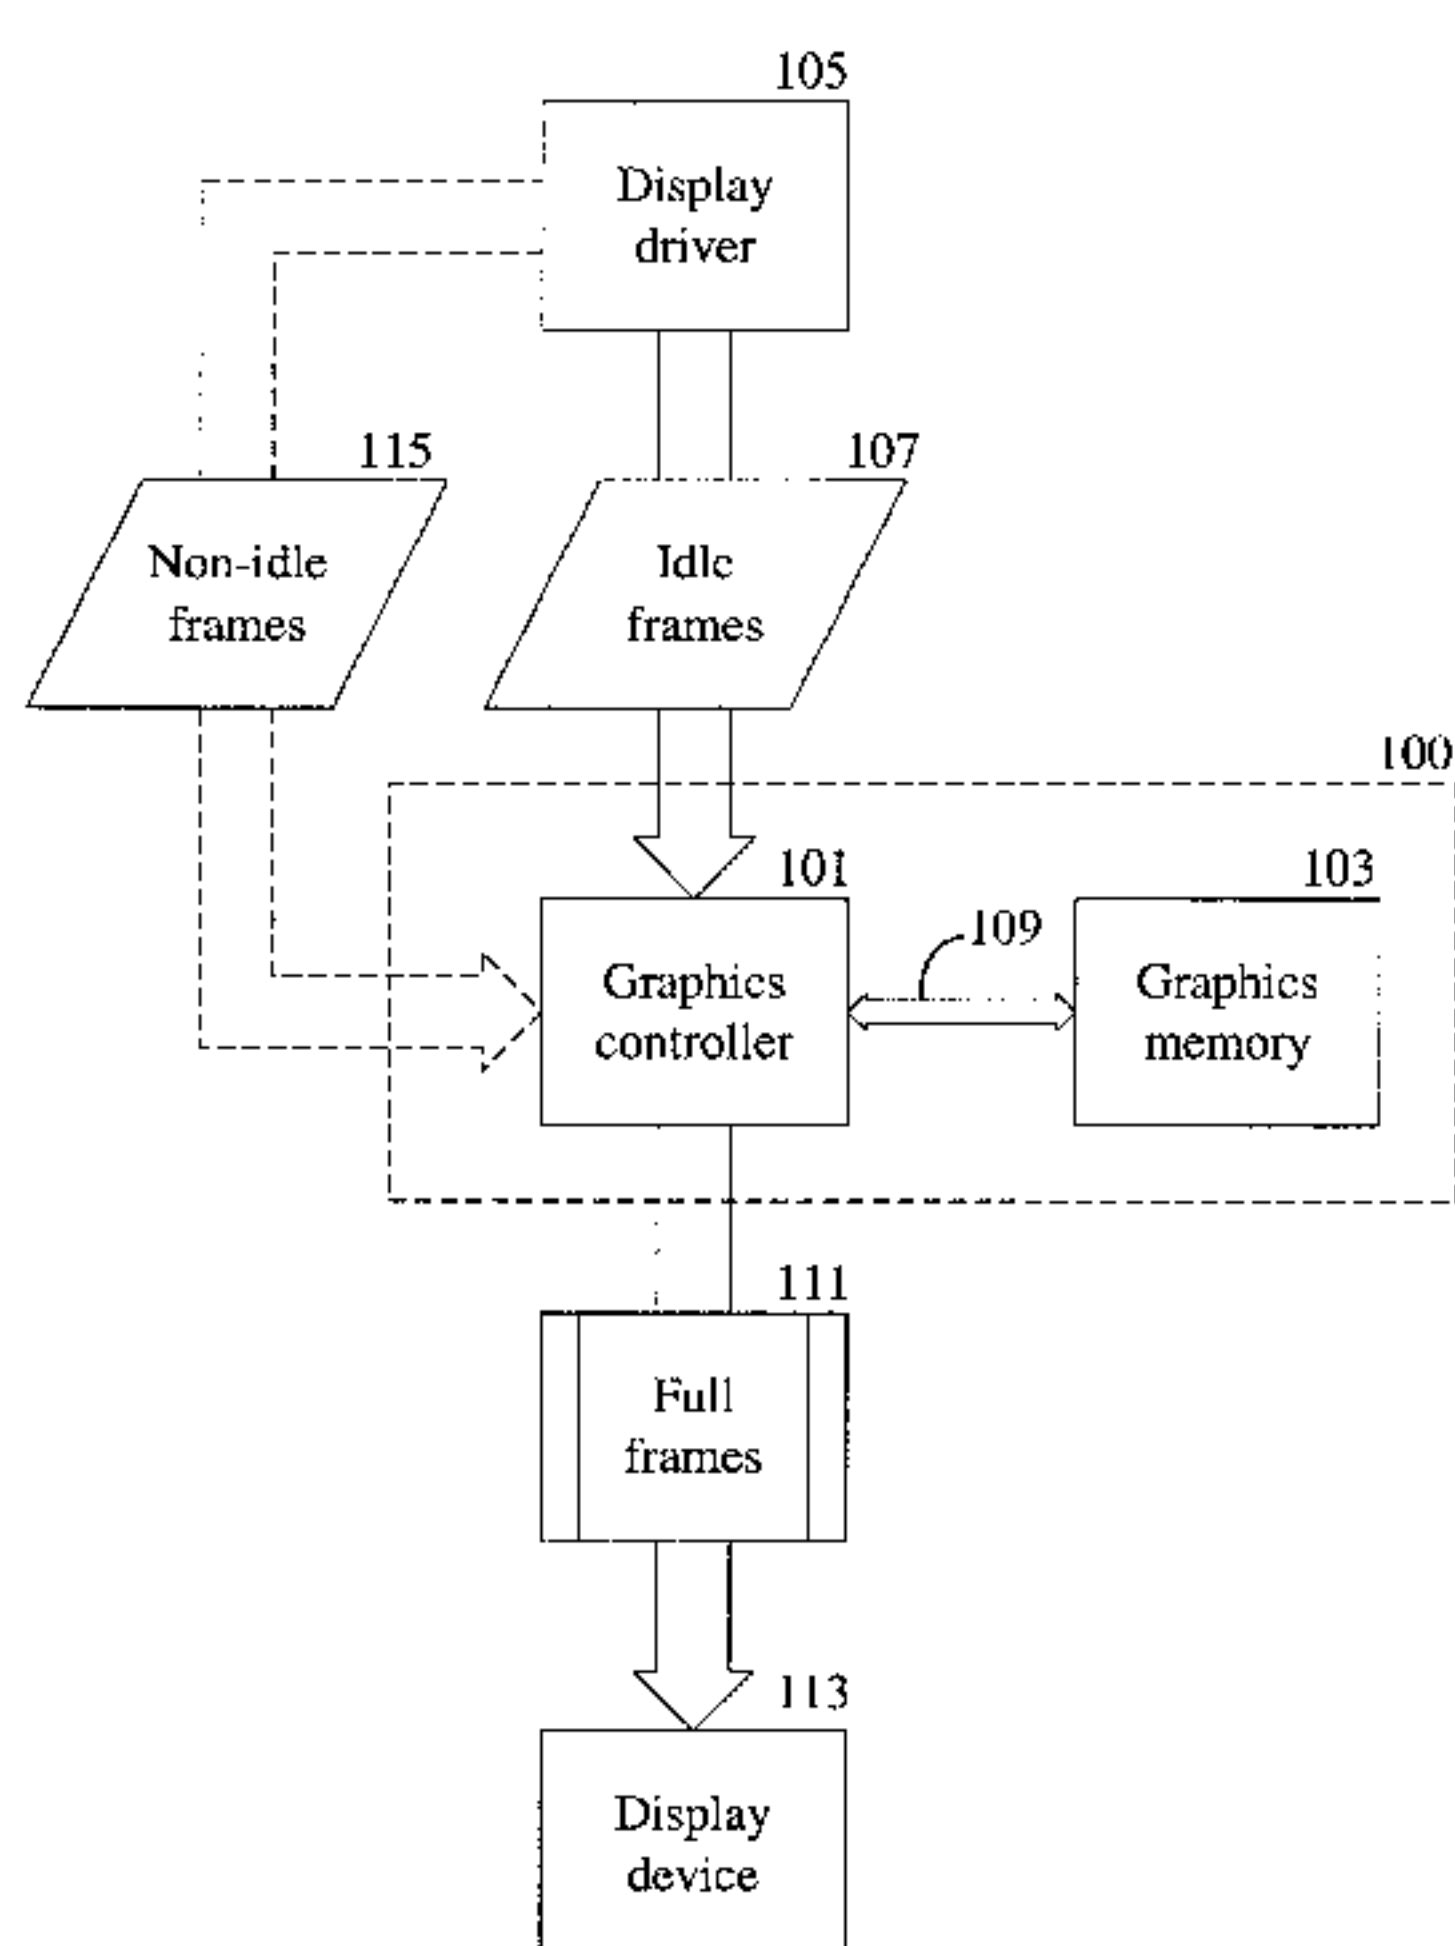 105
Display
driver
115
107
Non-idle
frames
Idle
frames
100
101
103
109
Graphics
controller
Graphics
memory
111
Full
frames
113
Display
device